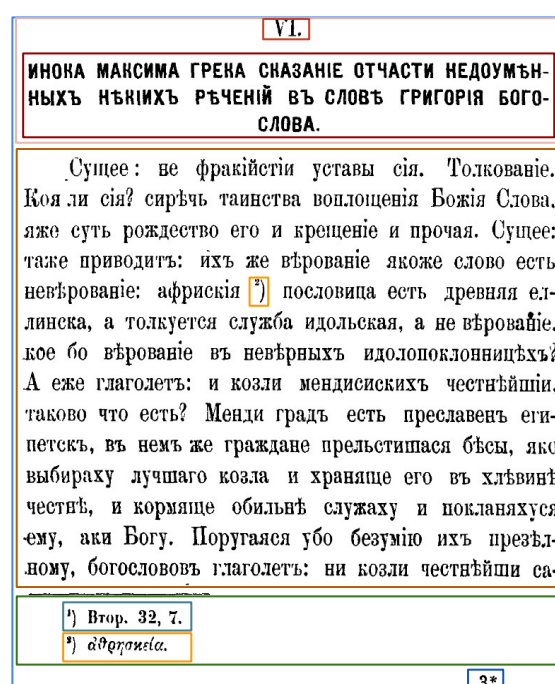 VI.
ИНОКА МАКСИМА ГРЕКА СКАЗАНІЕ ОТЧАСТИ НЕДОУМѢН-
НЫХЪ НѢКІИХЪ РѢЧЕНІЙ ВЪ СЛОВѢ ГРИГОРІЯ БОГО-
СЛОВА.
Сущее: не фракійстіи уставы сія. Толкованіе.
Коя ли сія? сирѣчь таинства воплощенія Божія Слова.
яже суть рождество его и крещеніе и прочая. Сущее:
таже приводитъ: ихъ же вѣрованіе якоже слово есть
невѣрованіе: африскія ²) пословица есть древняя ел-
линска, а толкуется служба идольская, а не вѣрованіе.
кое бо вѣрованіе въ невѣрныхъ идолопоклонницѣхъ?
А еже глаголетъ: и козли мендисискихъ честнѣйшіи.
таково что есть? Менди градъ есть преславенъ еги-
петскъ, въ немъ же граждане прельстишася бѣсы, яко
выбираху лучшаго козла и храняще его въ хлѣвинѣ
честнѣ, и кормяще обильнѣ служаху и покланяхуся
ему, аки Богу. Поругаяся убо безумію ихъ презѣл-
ному, богослововъ глаголетъ: ни козли честнѣйши са-
¹) Втор. 32, 7.
²) ἀθρησκεία.
3*